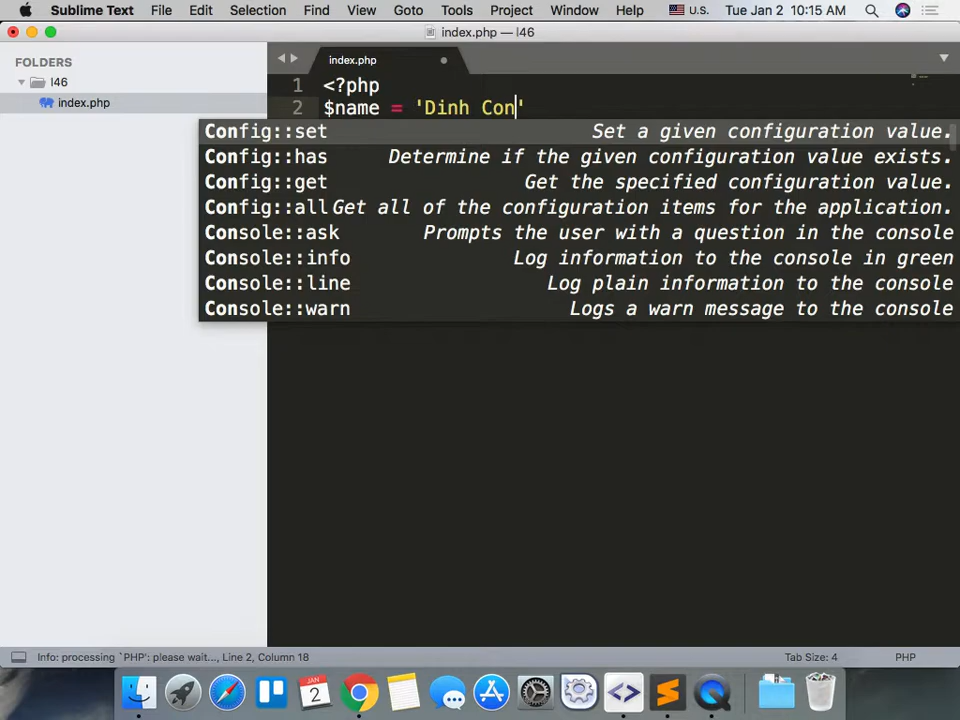 Sublime Text File Edit Selection Find View Goto Tools Project Window Help U.S. Tue Jan 2 10:15 AM
index.php — l46
FOLDERS
l46
index.php
index.php
1 <?php
2 $name = 'Dinh Con'
Config::set Set a given configuration value.
Config::has Determine if the given configuration value exists.
Config::get Get the specified configuration value.
Config::all Get all of the configuration items for the application.
Console::ask Prompts the user with a question in the console
Console::info Log information to the console in green
Console::line Log plain information to the console
Console::warn Logs a warn message to the console
Info: processing `PHP': please wait..., Line 2, Column 18 Tab Size: 4 PHP
JAN
2